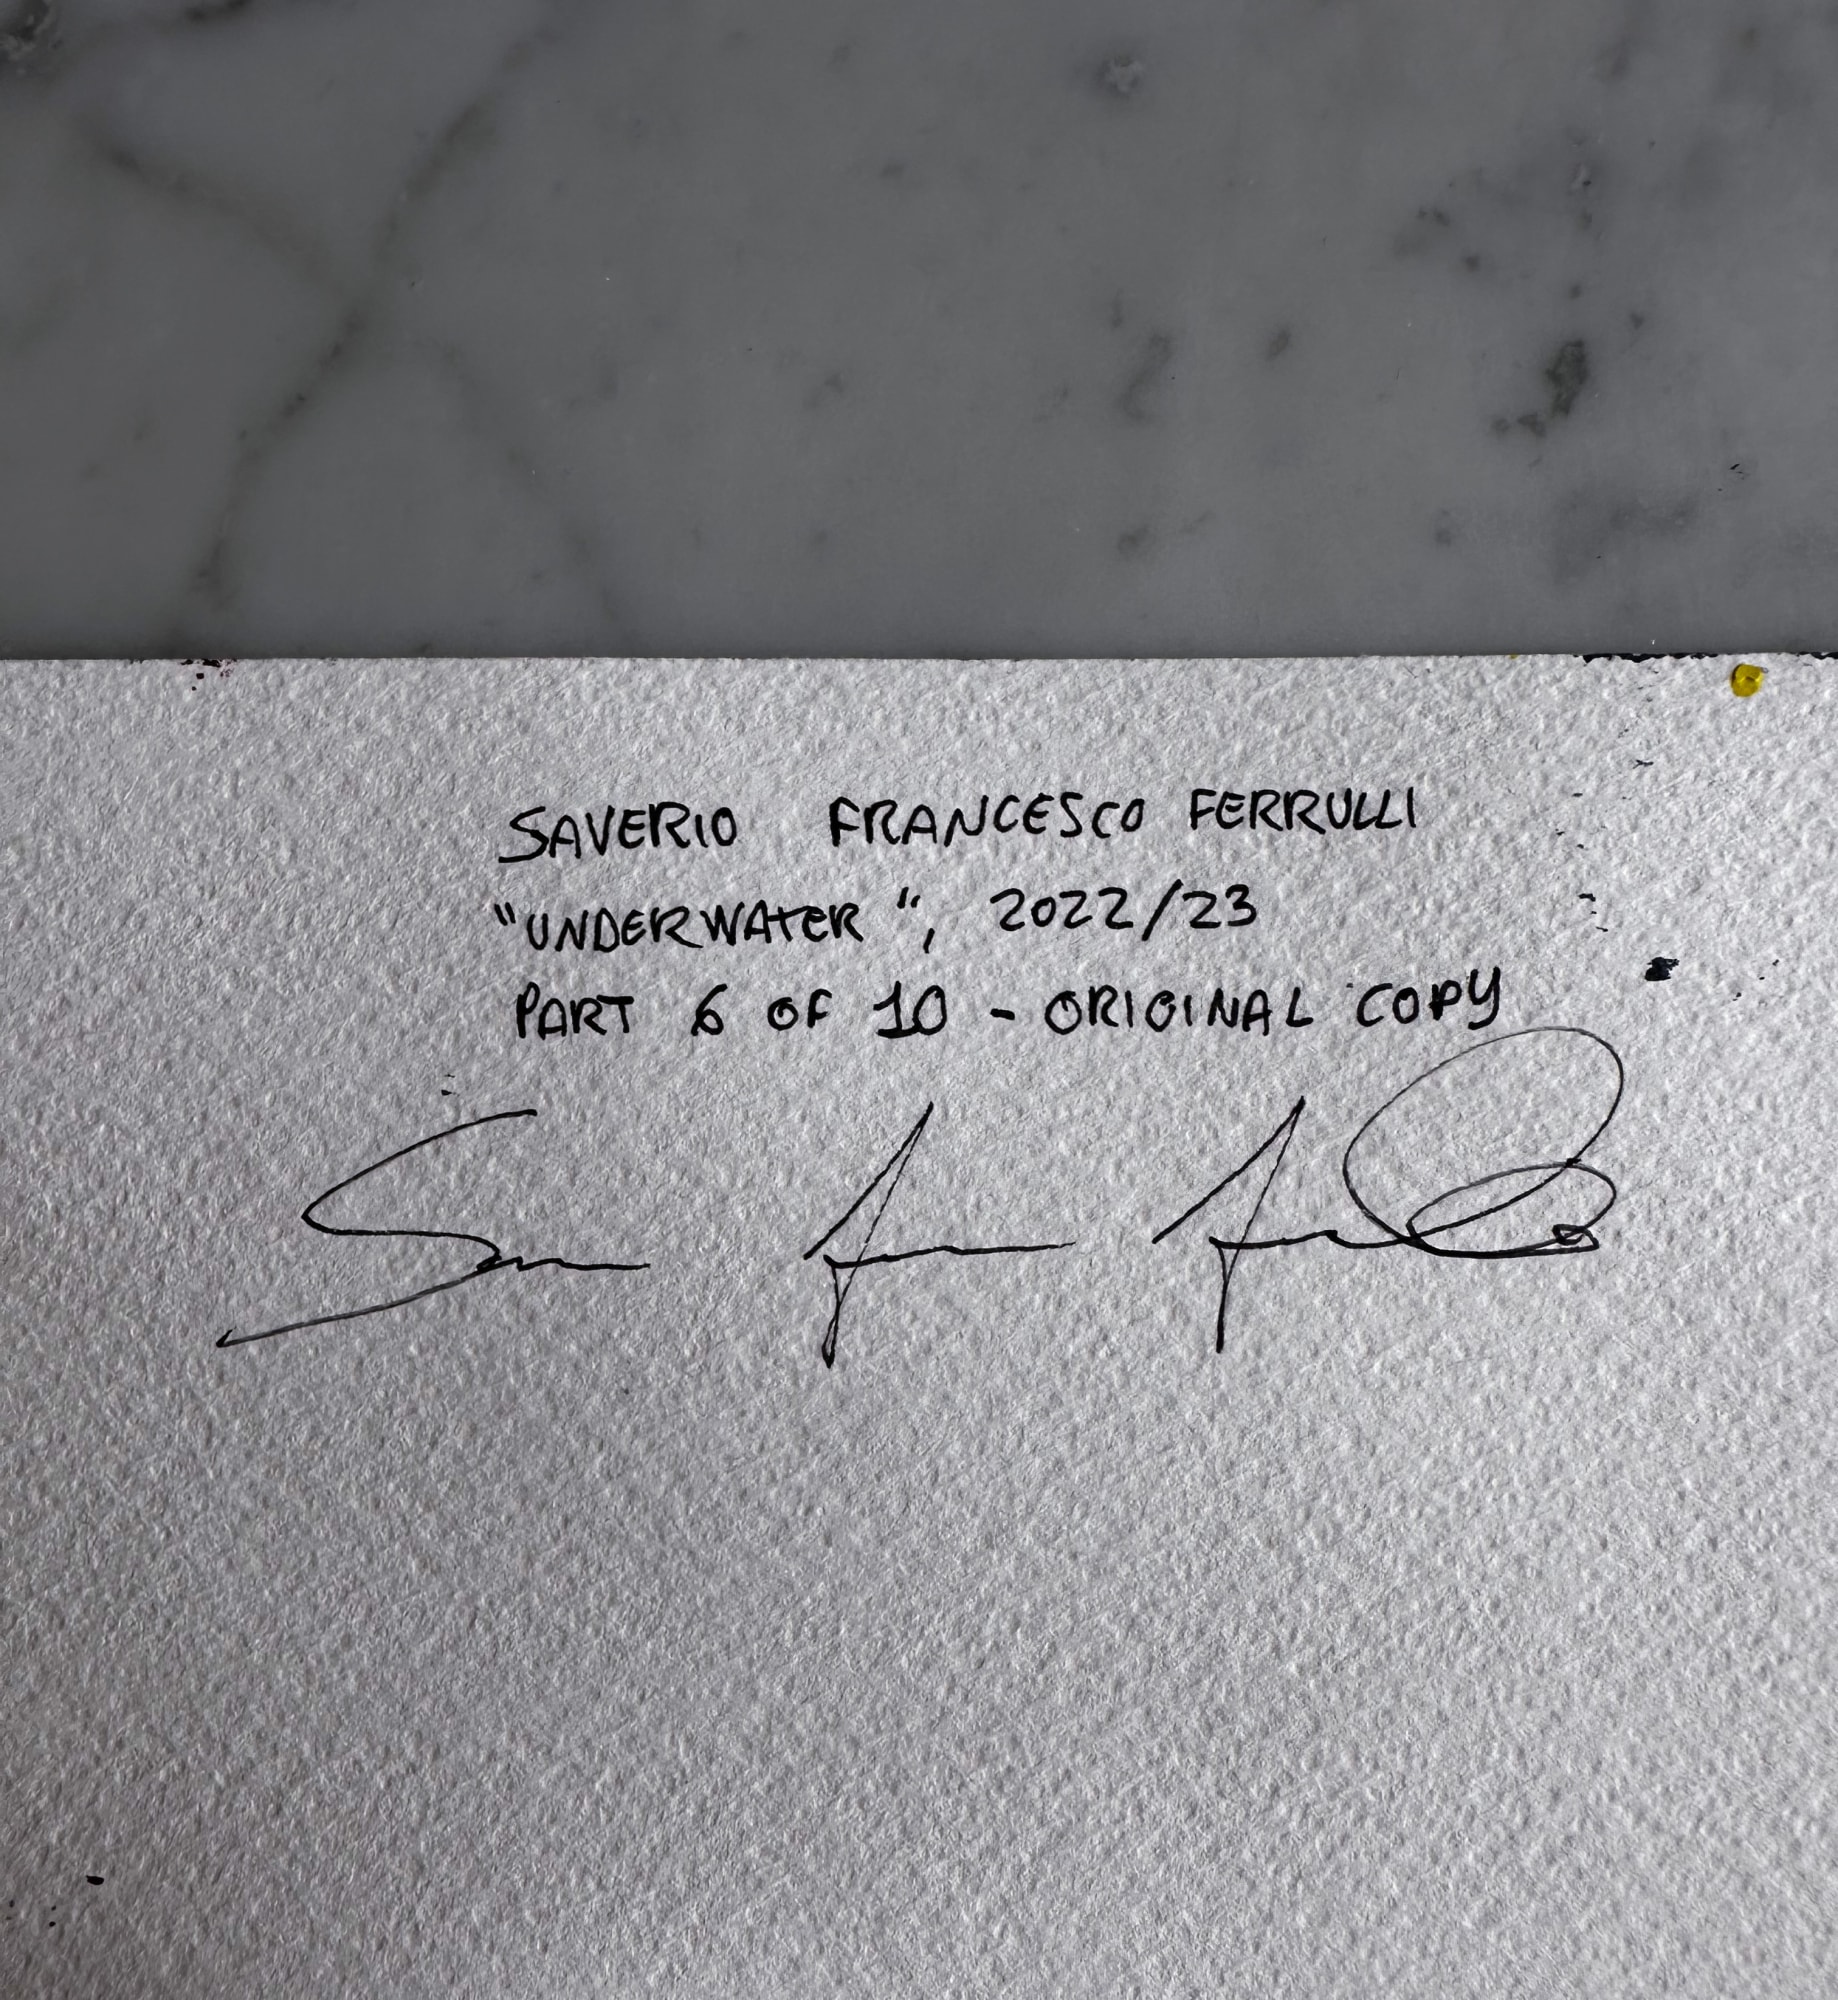 SAVERIO FRANCESCO FERRULLI
"UNDERWATER", 2022/23
PART 6 OF 10 - ORIGINAL COPY